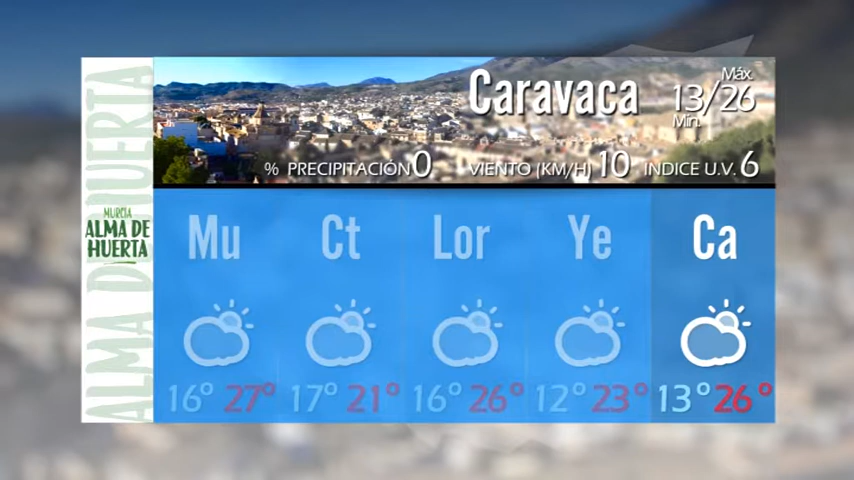 ALMA DE HUERTA
MURCIA
ALMA DE
HUERTA
Caravaca
Máx.
13/26
Mín.
% PRECIPITACIÓN 0 VIENTO (KM/H) 10 INDICE U.V. 6
Mu Ct Lor Ye Ca
16° 27° 17° 21° 16° 26° 12° 23° 13° 26°